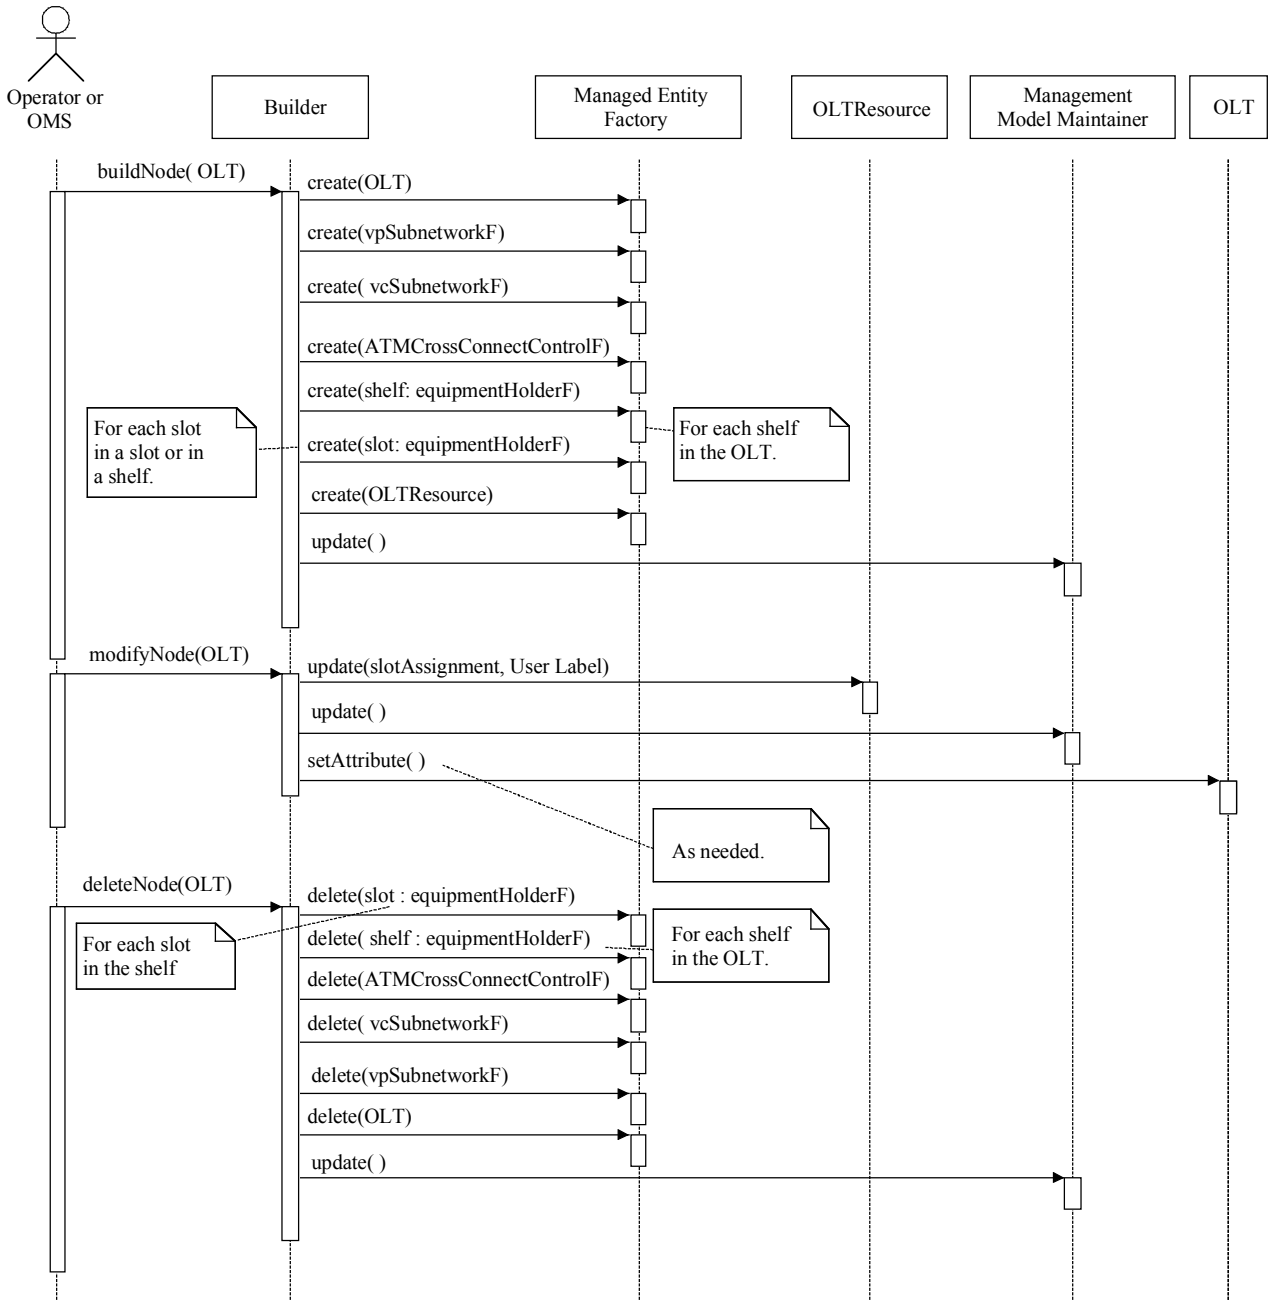 Operator or
OMS
Builder
Managed Entity
Factory
OLTResource
Management
Model Maintainer
OLT
buildNode( OLT)
create(OLT)
create(vpSubnetworkF)
create( vcSubnetworkF)
create(ATMCrossConnectControlF)
create(shelf: equipmentHolderF)
For each slot
in a slot or in
a shelf.
For each shelf
in the OLT.
create(slot: equipmentHolderF)
create(OLTResource)
update( )
modifyNode(OLT)
update(slotAssignment, User Label)
update( )
setAttribute( )
As needed.
deleteNode(OLT)
delete(slot : equipmentHolderF)
For each slot
in the shelf
delete( shelf : equipmentHolderF)
For each shelf
in the OLT.
delete(ATMCrossConnectControlF)
delete( vcSubnetworkF)
delete(vpSubnetworkF)
delete(OLT)
update( )